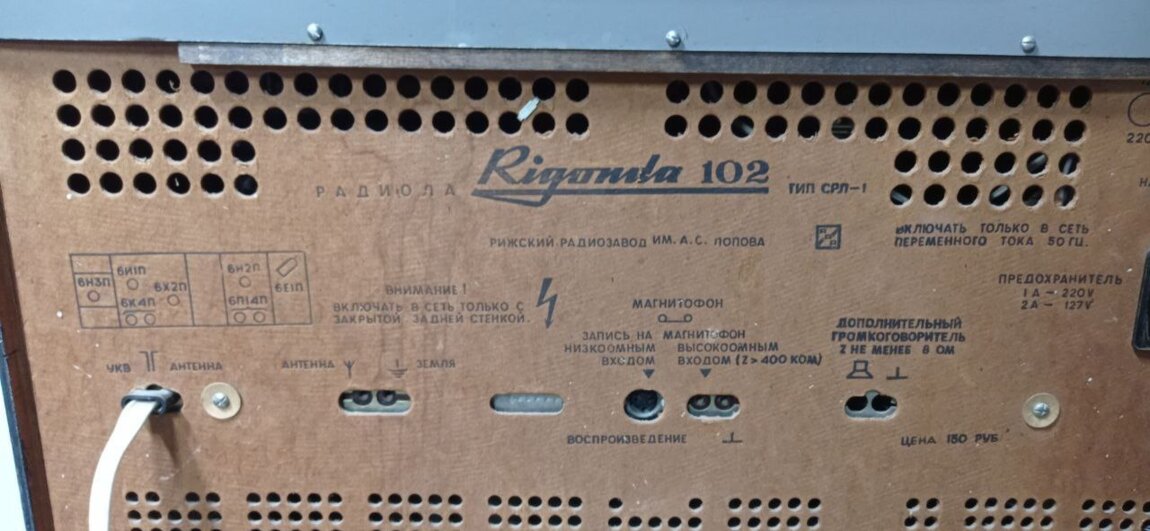 РАДИОЛА Rigonda 102 ТИП СРЛ-1
РИЖСКИЙ РАДИОЗАВОД ИМ. А.С. ПОПОВА
ВКЛЮЧАТЬ ТОЛЬКО В СЕТЬ
ПЕРЕМЕННОГО ТОКА 50 ГЦ.
220
6Н3П
6И1П
6К4П
6Х2П
6Н2П
6П14П
6Е1П
ВНИМАНИЕ!
ВКЛЮЧАТЬ В СЕТЬ ТОЛЬКО С
ЗАКРЫТОЙ ЗАДНЕЙ СТЕНКОЙ.
ПРЕДОХРАНИТЕЛЬ
1А — 220V
2А — 127V
МАГНИТОФОН
ЗАПИСЬ НА МАГНИТОФОН
НИЗКООМНЫМ ВЫСОКООМНЫМ
ВХОДОМ ВХОДОМ (Z > 400 КОМ)
ДОПОЛНИТЕЛЬНЫЙ
ГРОМКОГОВОРИТЕЛЬ
Z НЕ МЕНЕЕ 8 ОМ
УКВ АНТЕННА
АНТЕННА ЗЕМЛЯ
ВОСПРОИЗВЕДЕНИЕ
ЦЕНА 150 РУБ